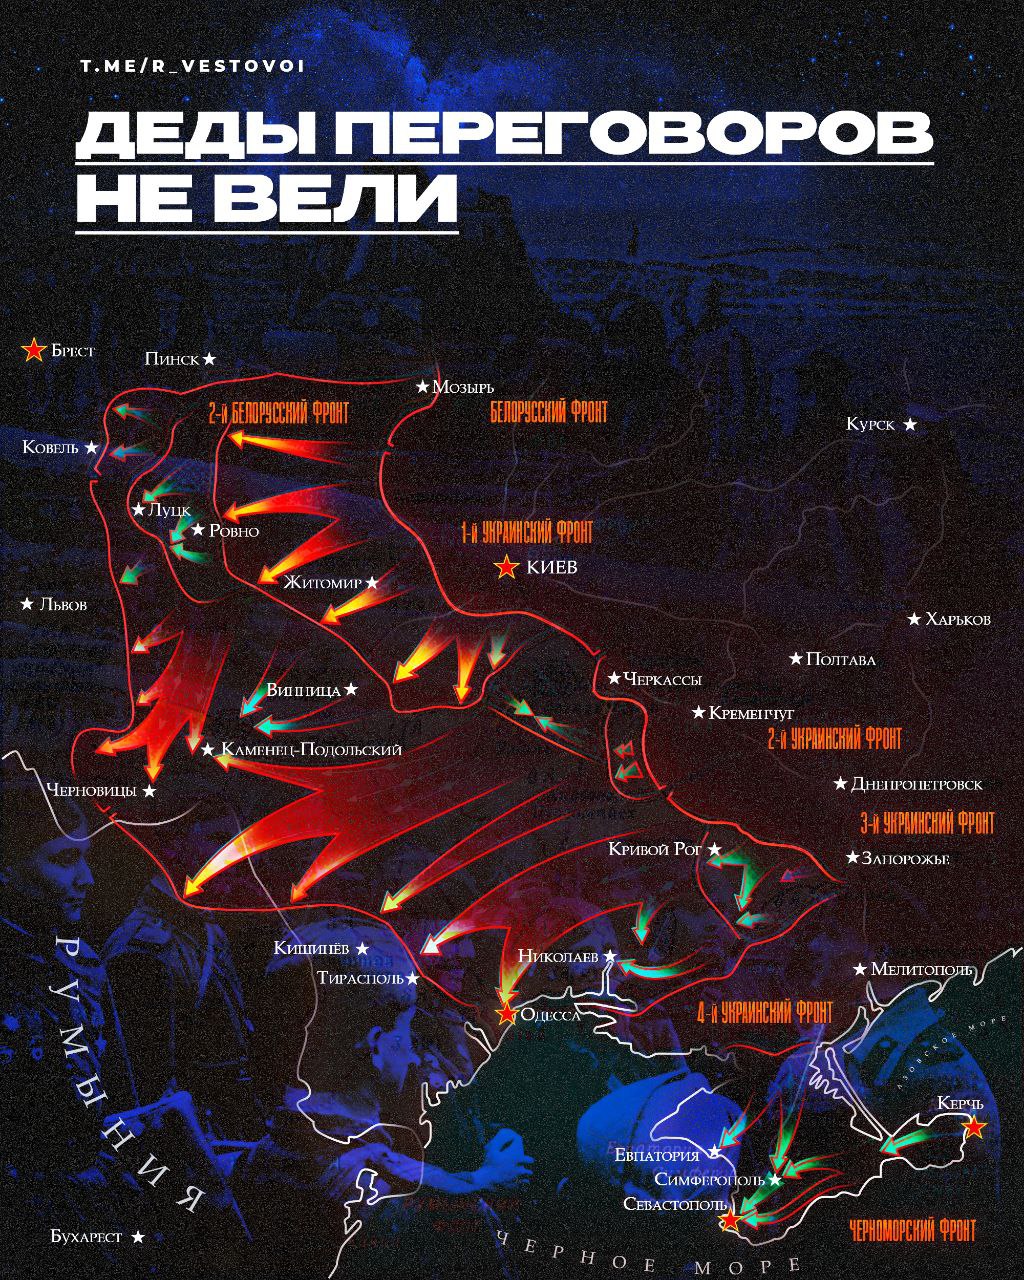 T.ME/R_VESTOVOI
ДЕДЫ ПЕРЕГОВОРОВ
НЕ ВЕЛИ
Брест
Пинск
Мозырь
2-й БЕЛОРУССКИЙ ФРОНТ
БЕЛОРУССКИЙ ФРОНТ
Курск
Ковель
Луцк
Ровно
1-й УКРАИНСКИЙ ФРОНТ
КИЕВ
Житомир
Львов
Харьков
Полтава
Черкассы
Винница
Кременчуг
2-й УКРАИНСКИЙ ФРОНТ
Каменец-Подольский
Черновицы
Днепропетровск
3-й УКРАИНСКИЙ ФРОНТ
Кривой Рог
Запорожье
Кишинёв
Николаев
Тирасполь
Мелитополь
Одесса
4-й УКРАИНСКИЙ ФРОНТ
РУМЫНИЯ
АЗОВСКОЕ МОРЕ
Керчь
Евпатория
Симферополь
Севастополь
Бухарест
ЧЕРНОМОРСКИЙ ФРОНТ
ЧЕРНОЕ МОРЕ